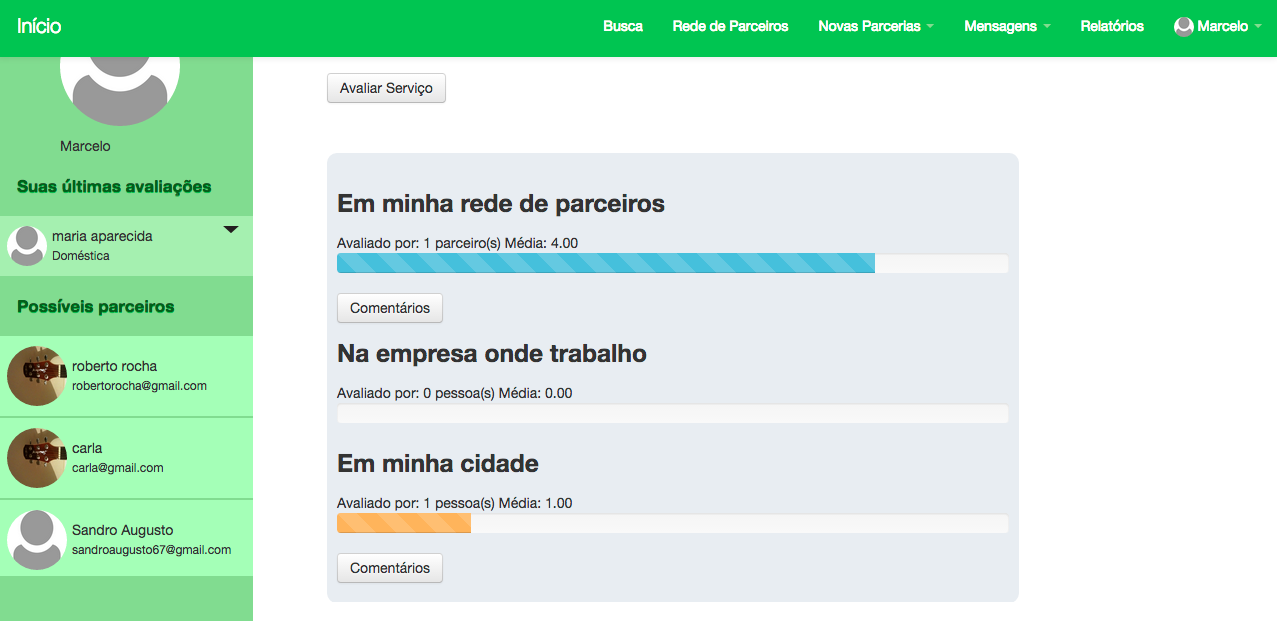 Início
Busca
Rede de Parceiros
Novas Parcerias
Mensagens
Relatórios
Marcelo
Marcelo
Suas últimas avaliações
maria aparecida
Doméstica
Possíveis parceiros
roberto rocha
robertorocha@gmail.com
carla
carla@gmail.com
Sandro Augusto
sandroaugusto67@gmail.com
Avaliar Serviço
Em minha rede de parceiros
Avaliado por: 1 parceiro(s) Média: 4.00
Comentários
Na empresa onde trabalho
Avaliado por: 0 pessoa(s) Média: 0.00
Em minha cidade
Avaliado por: 1 pessoa(s) Média: 1.00
Comentários